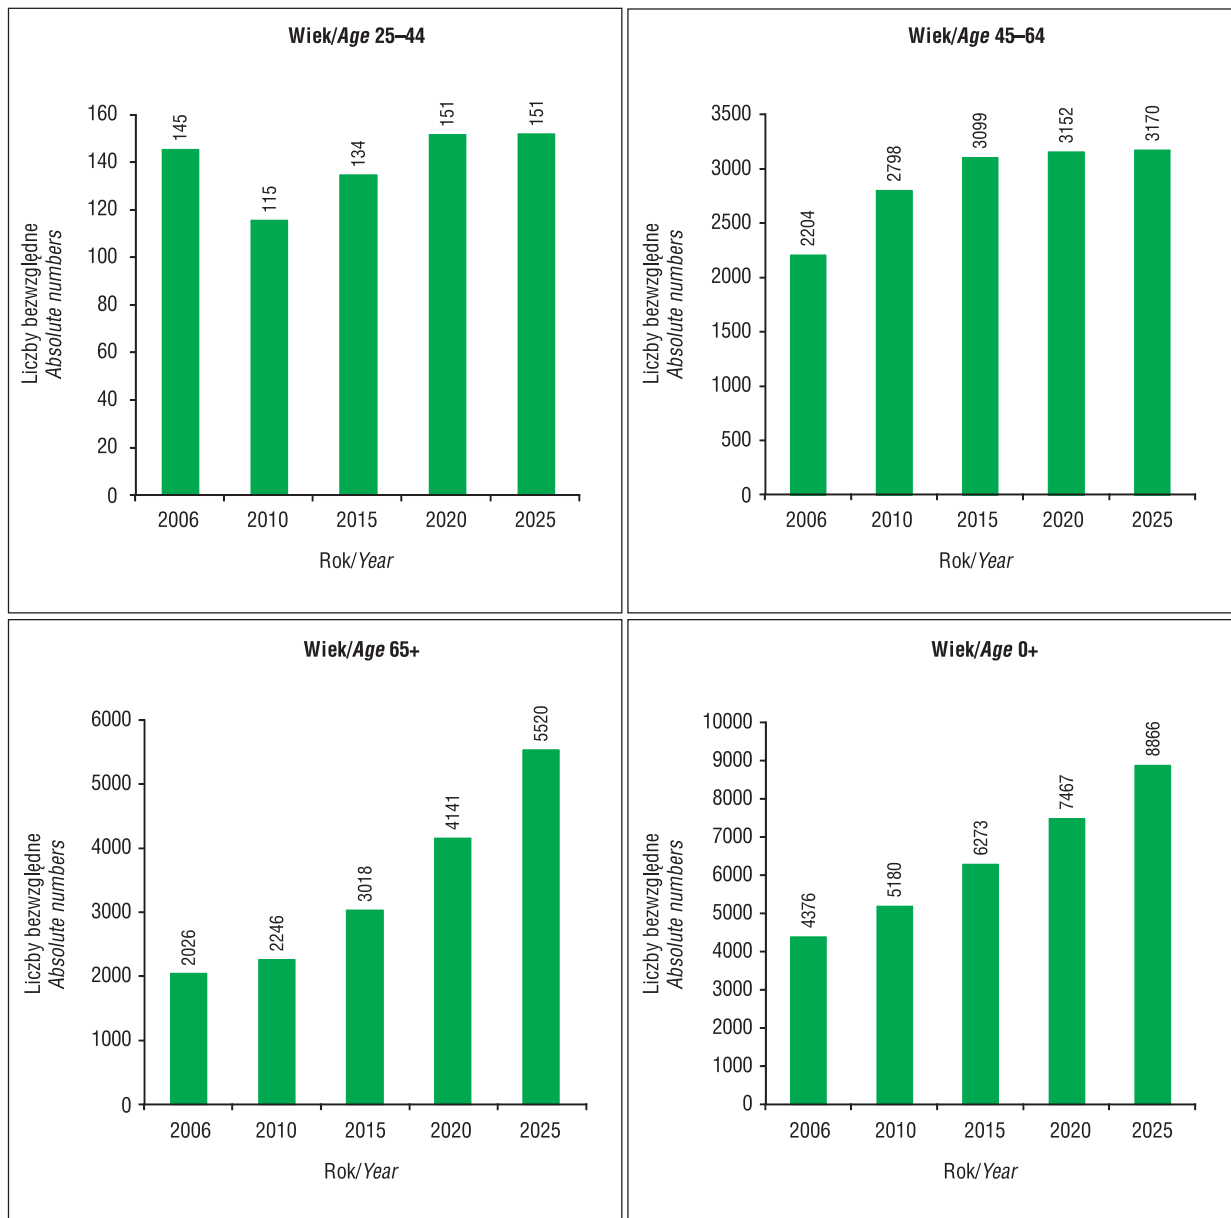 Wiek/Age 25–44
Liczby bezwzględne
Absolute numbers
160
140
120
100
80
60
40
20
0
145
115
134
151
151
2006 2010 2015 2020 2025
Rok/Year
Wiek/Age 45–64
Liczby bezwzględne
Absolute numbers
3500
3000
2500
2000
1500
1000
500
0
2204
2798
3099
3152
3170
2006 2010 2015 2020 2025
Rok/Year
Wiek/Age 65+
Liczby bezwzględne
Absolute numbers
6000
5000
4000
3000
2000
1000
0
2026
2246
3018
4141
5520
2006 2010 2015 2020 2025
Rok/Year
Wiek/Age 0+
Liczby bezwzględne
Absolute numbers
10000
9000
8000
7000
6000
5000
4000
3000
2000
1000
0
4376
5180
6273
7467
8866
2006 2010 2015 2020 2025
Rok/Year